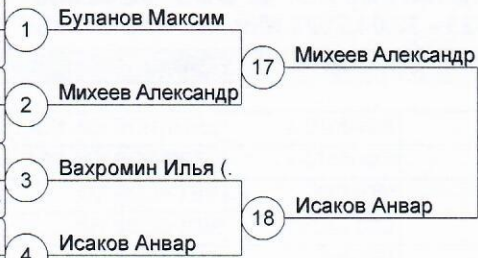 1 Буланов Максим
17 Михеев Александр
2 Михеев Александр
3 Вахромин Илья (.
18 Исаков Анвар
4 Исаков Анвар